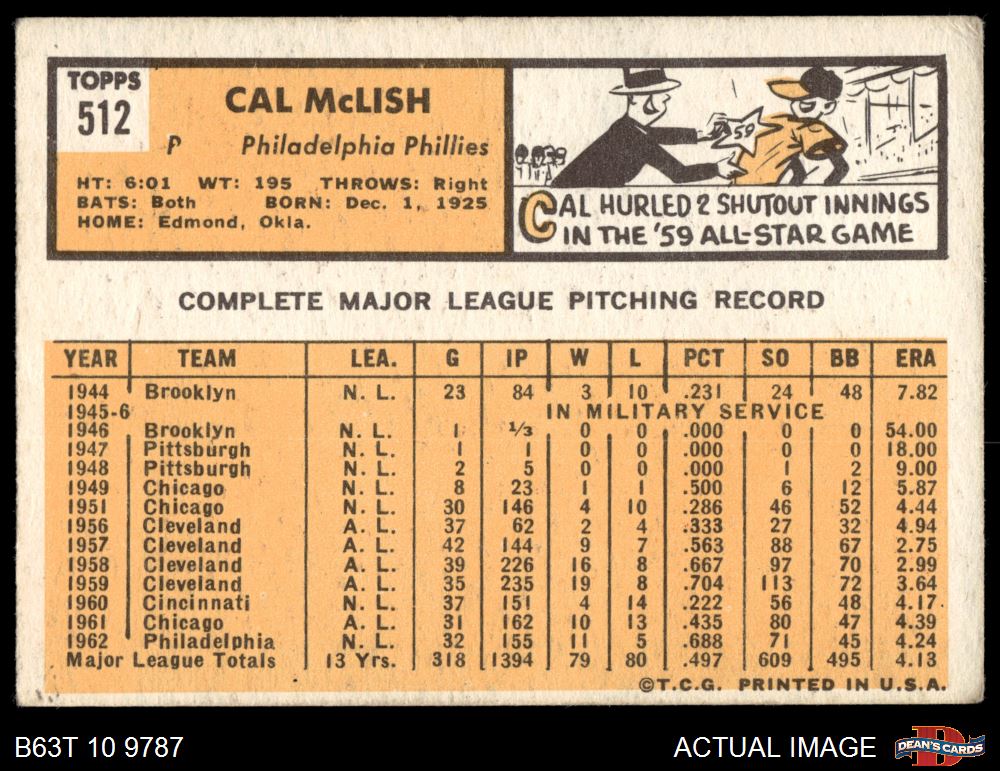 TOPPS
512
CAL McLISH
P Philadelphia Phillies
HT: 6:01 WT: 195 THROWS: Right
BATS: Both BORN: Dec. 1, 1925
HOME: Edmond, Okla.
59
CAL HURLED 2 SHUTOUT INNINGS
IN THE '59 ALL-STAR GAME
COMPLETE MAJOR LEAGUE PITCHING RECORD
YEAR TEAM LEA. G IP W L PCT SO BB ERA
1944 Brooklyn N. L. 23 84 3 10 .231 24 48 7.82
1945-6 IN MILITARY SERVICE
1946 Brooklyn N. L. 1 1/3 0 0 .000 0 0 54.00
1947 Pittsburgh N. L. 1 1 0 0 .000 0 0 18.00
1948 Pittsburgh N. L. 2 5 0 0 .000 1 2 9.00
1949 Chicago N. L. 8 23 1 1 .500 6 12 5.87
1951 Chicago N. L. 30 146 4 10 .286 46 52 4.44
1956 Cleveland A. L. 37 62 2 4 .333 27 32 4.94
1957 Cleveland A. L. 42 144 9 7 .563 88 67 2.75
1958 Cleveland A. L. 39 226 16 8 .667 97 70 2.99
1959 Cleveland A. L. 35 235 19 8 .704 113 72 3.64
1960 Cincinnati N. L. 37 151 4 14 .222 56 48 4.17
1961 Chicago A. L. 31 162 10 13 .435 80 47 4.39
1962 Philadelphia N. L. 32 155 11 5 .688 71 45 4.24
Major League Totals 13 Yrs. 318 1394 79 80 .497 609 495 4.13
©T.C.G. PRINTED IN U.S.A.
B63T 10 9787 ACTUAL IMAGE DEAN'S CARDS